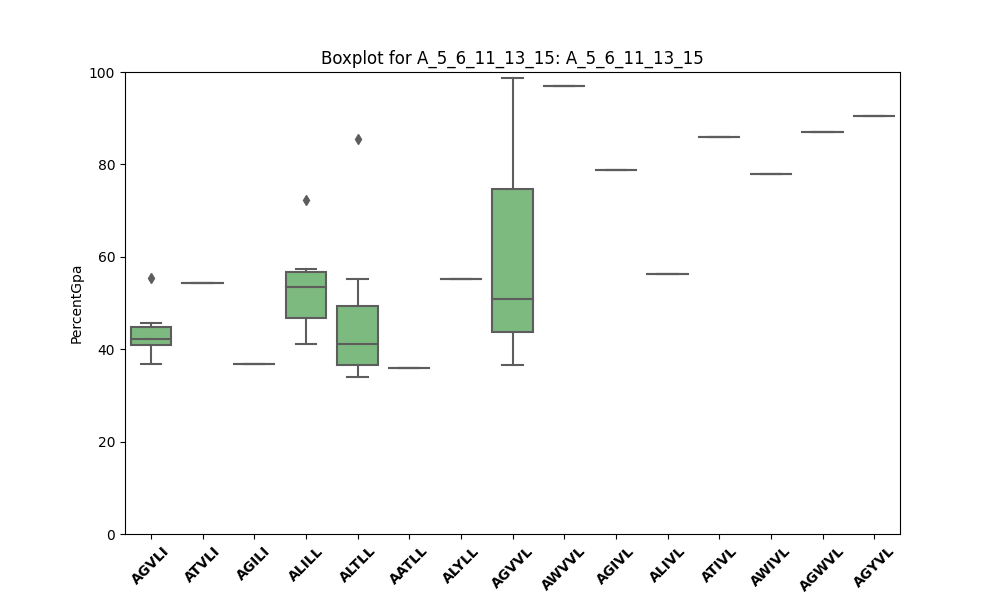 Boxplot for A_5_6_11_13_15: A_5_6_11_13_15
PercentGpa
100
80
60
40
20
0
AGVLI
ATVLI
AGILI
ALILL
ALTLL
AATLL
ALYLL
AGVVL
AWVVL
AGIVL
ALIVL
ATIVL
AWIVL
AGWVL
AGYVL